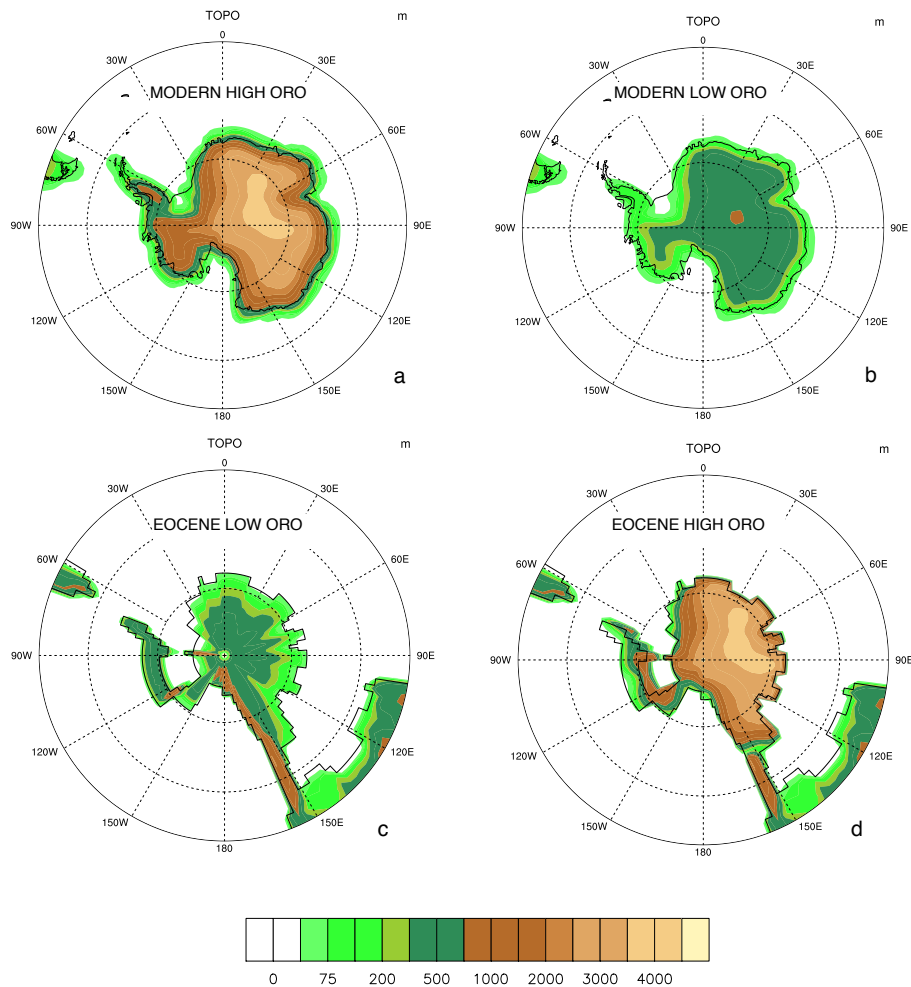 TOPO m
0
30W 30E
MODERN HIGH ORO
60W 60E
90W 90E
120W 120E
150W 150E
180
a
TOPO m
0
30W 30E
MODERN LOW ORO
60W 60E
90W 90E
120W 120E
150W 150E
180
b
TOPO m
0
30W 30E
EOCENE LOW ORO
60W 60E
90W 90E
120W 120E
150W 150E
180
c
TOPO m
0
30W 30E
EOCENE HIGH ORO
60W 60E
90W 90E
120W 120E
150W 150E
180
d
0 75 200 500 1000 2000 3000 4000